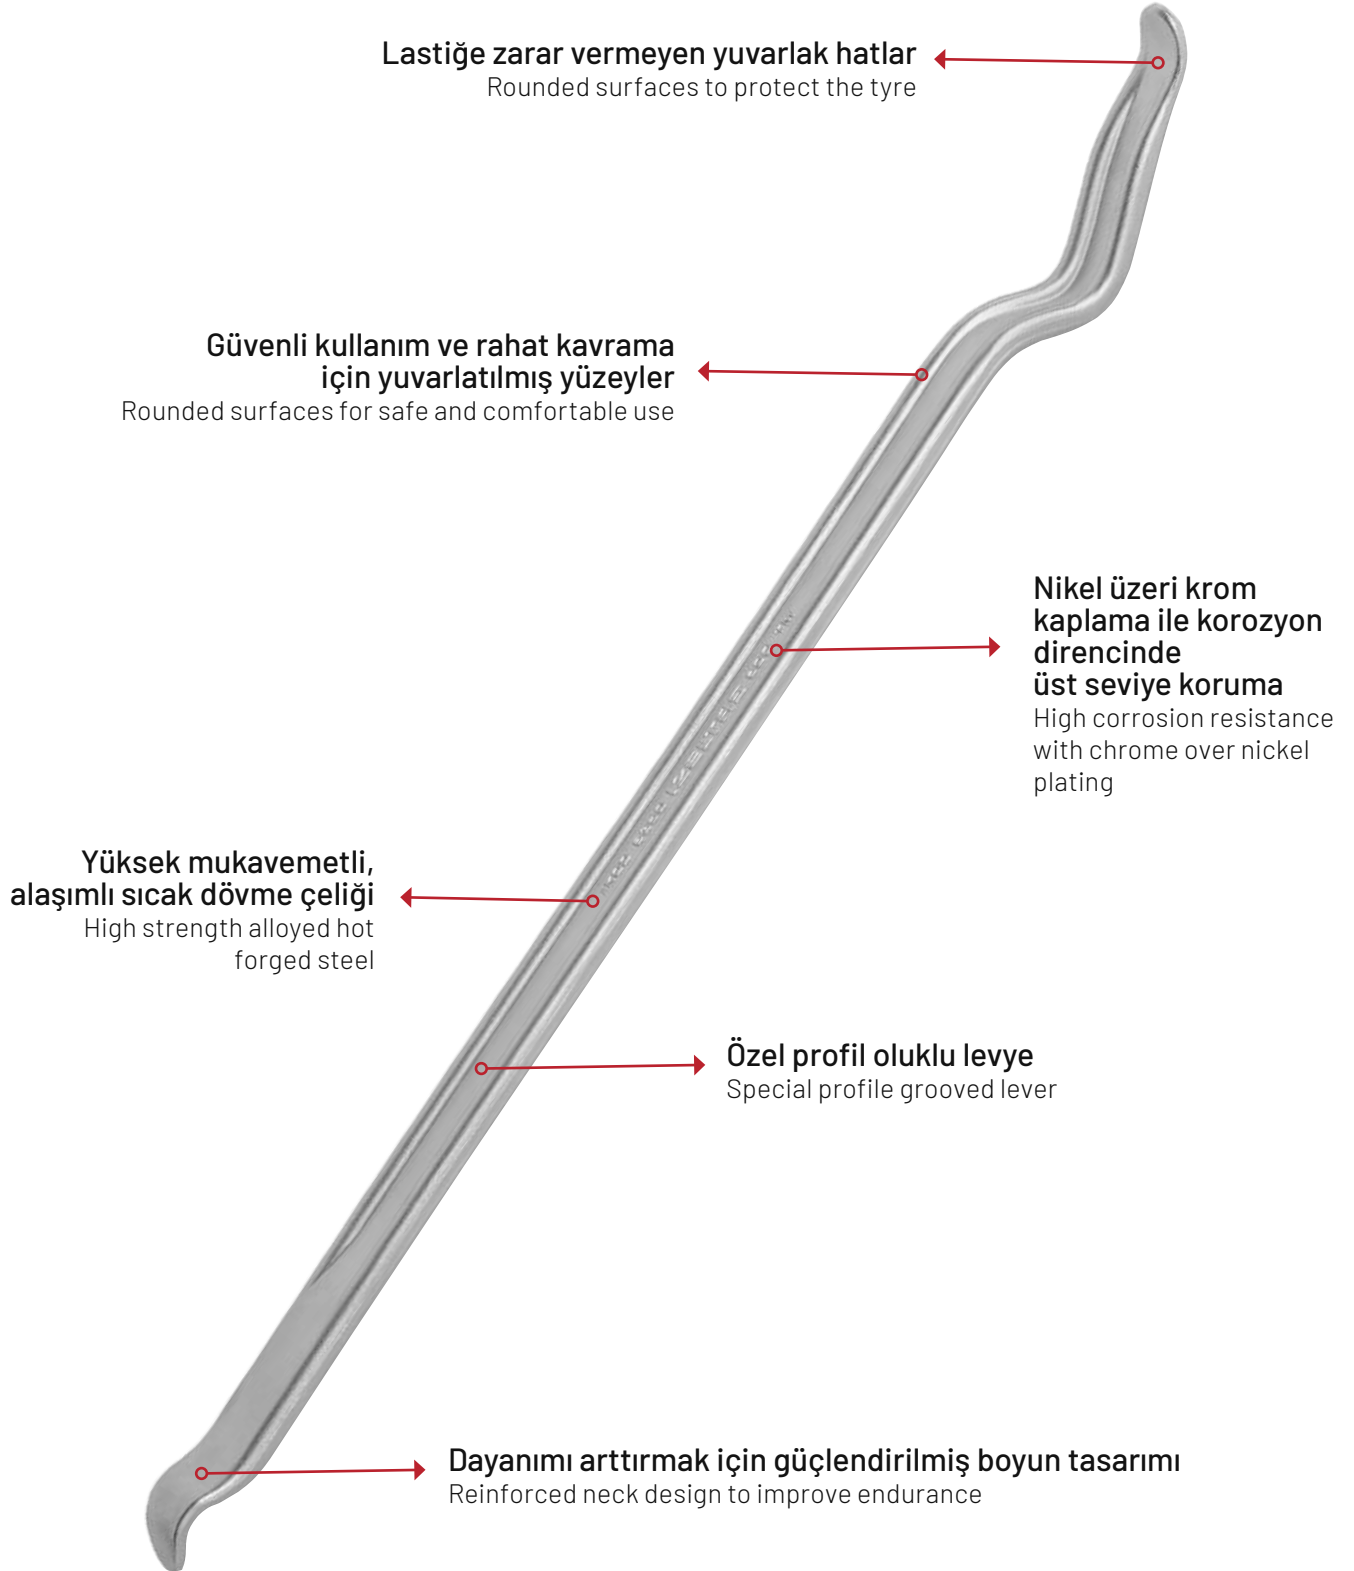 Lastiğe zarar vermeyen yuvarlak hatlar
Rounded surfaces to protect the tyre
Güvenli kullanım ve rahat kavrama
için yuvarlatılmış yüzeyler
Rounded surfaces for safe and comfortable use
Nikel üzeri krom
kaplama ile korozyon
direncinde
üst seviye koruma
High corrosion resistance
with chrome over nickel
plating
Yüksek mukavemetli,
alaşımlı sıcak dövme çeliği
High strength alloyed hot
forged steel
Özel profil oluklu levye
Special profile grooved lever
Dayanımı arttırmak için güçlendirilmiş boyun tasarımı
Reinforced neck design to improve endurance